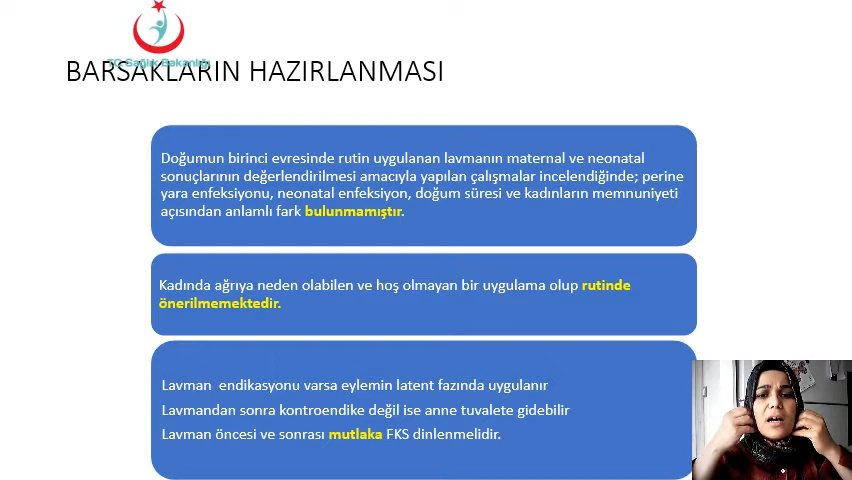 TC Sağlık Bakanlığı
BARSAKLARIN HAZIRLANMASI
Doğumun birinci evresinde rutin uygulanan lavmanın maternal ve neonatal
sonuçlarının değerlendirilmesi amacıyla yapılan çalışmalar incelendiğinde; perine
yara enfeksiyonu, neonatal enfeksiyon, doğum süresi ve kadınların memnuniyeti
açısından anlamlı fark bulunmamıştır.
Kadında ağrıya neden olabilen ve hoş olmayan bir uygulama olup rutinde
önerilmemektedir.
Lavman endikasyonu varsa eylemin latent fazında uygulanır
Lavmandan sonra kontroendike değil ise anne tuvalete gidebilir
Lavman öncesi ve sonrası mutlaka FKS dinlenmelidir.